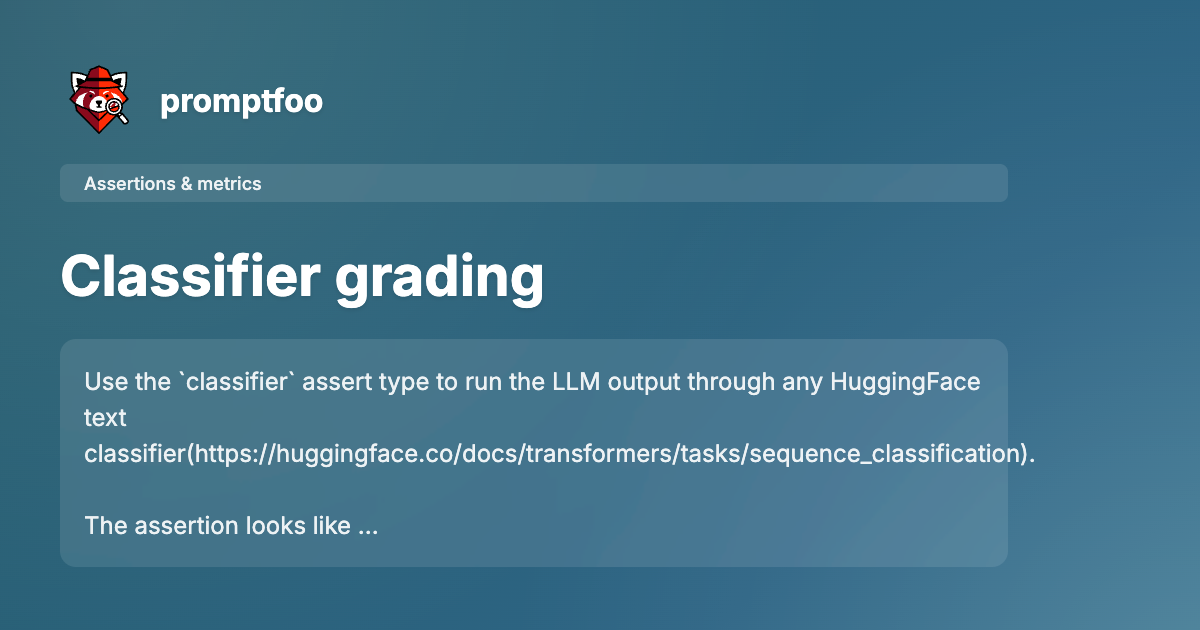 promptfoo
Assertions & metrics
Classifier grading
Use the `classifier` assert type to run the LLM output through any HuggingFace
text
classifier(https://huggingface.co/docs/transformers/tasks/sequence_classification).
The assertion looks like ...